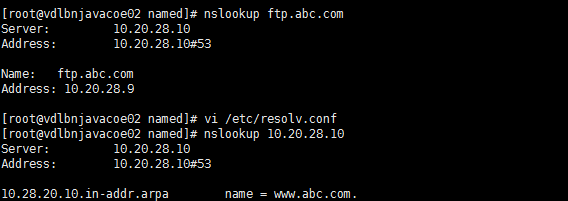 [root@vdlbnjavacoe02 named]# nslookup ftp.abc.com
Server:         10.20.28.10
Address:        10.20.28.10#53
Name:   ftp.abc.com
Address: 10.20.28.9
[root@vdlbnjavacoe02 named]# vi /etc/resolv.conf
[root@vdlbnjavacoe02 named]# nslookup 10.20.28.10
Server:         10.20.28.10
Address:        10.20.28.10#53
10.28.20.10.in-addr.arpa        name = www.abc.com.